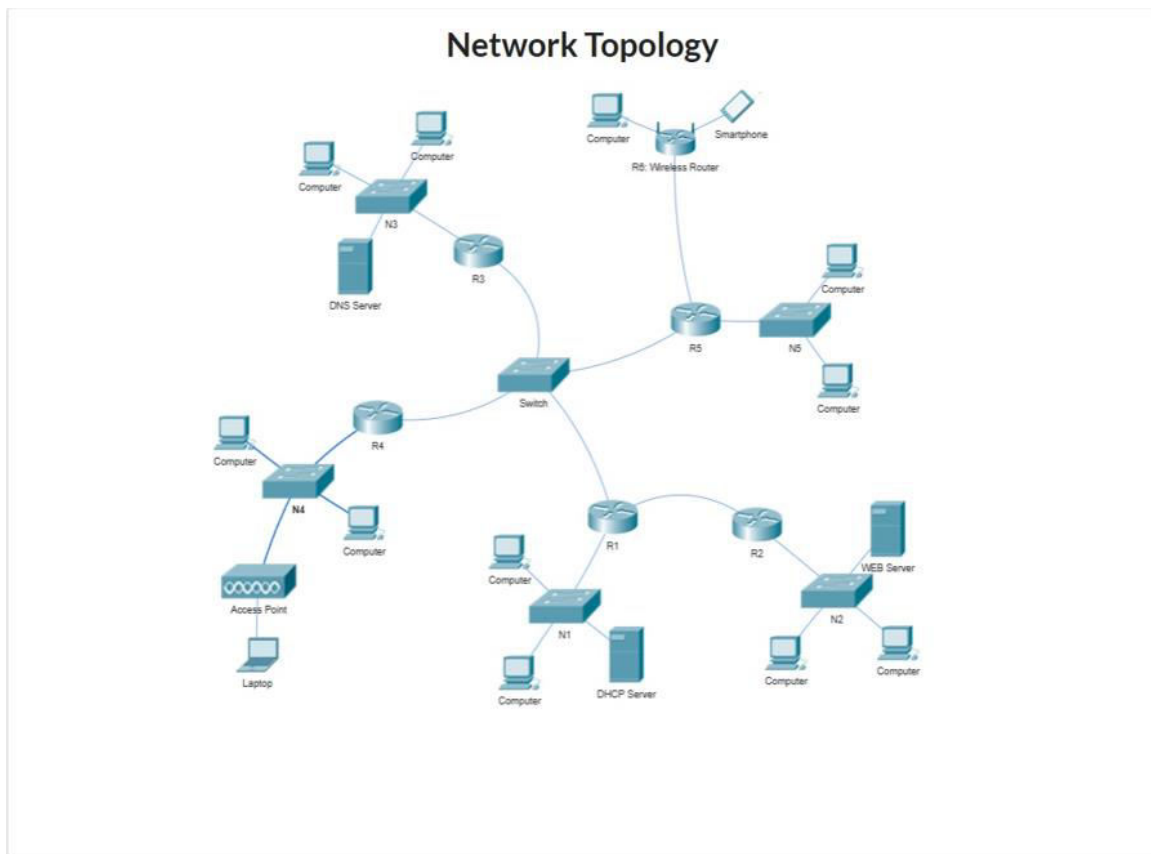 Network Topology
Computer
Smartphone
R6: Wireless Router
Computer
Computer
N3
R3
DNS Server
Computer
R5
N5
Computer
Switch
R4
Computer
N4
Computer
Access Point
Laptop
R1
R2
Computer
WEB Server
N1
N2
Computer
DHCP Server
Computer
Computer